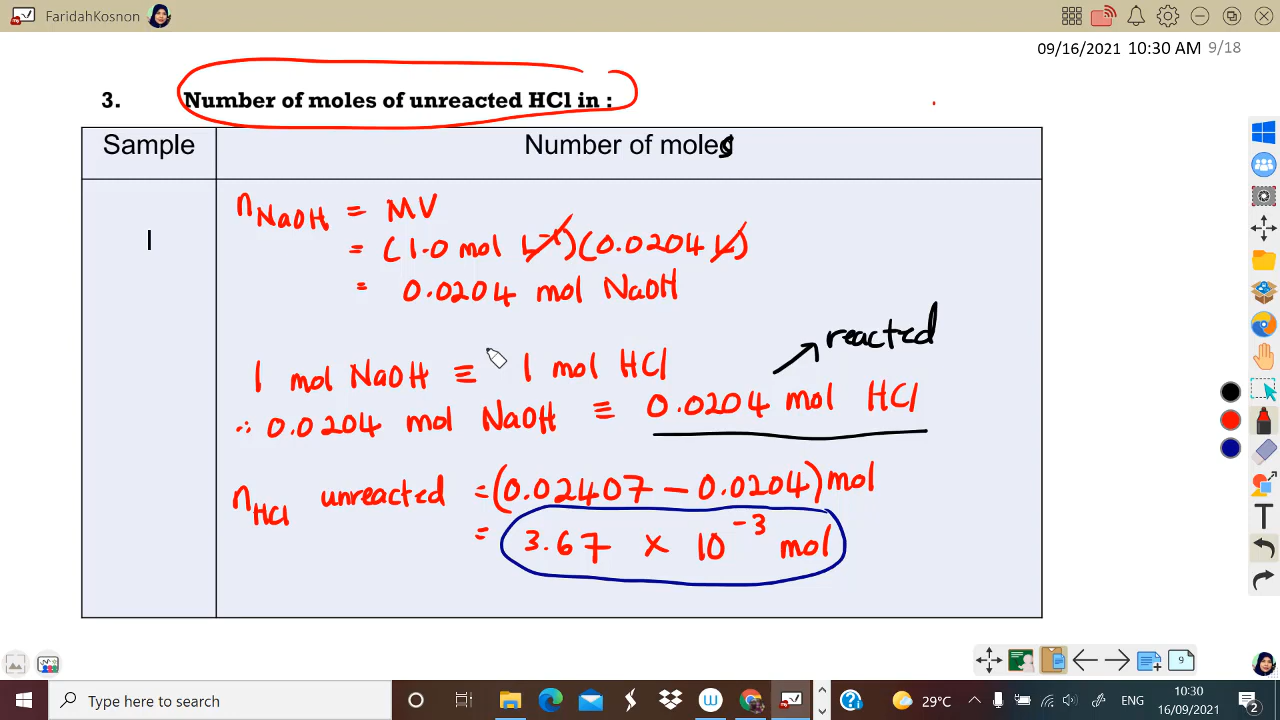 FaridahKosnon
09/16/2021 10:30 AM 9/18
3. Number of moles of unreacted HCl in :
Sample Number of moles
1
nNaOH = MV
= (1.0 mol L⁻¹)(0.0204 L)
= 0.0204 mol NaOH
reacted
1 mol NaOH ≡ 1 mol HCl
∴ 0.0204 mol NaOH ≡ 0.0204 mol HCl
nHCl unreacted = (0.02407 − 0.0204) mol
= 3.67 × 10⁻³ mol
T
9
Type here to search
W
29°C
ENG
10:30
16/09/2021
2